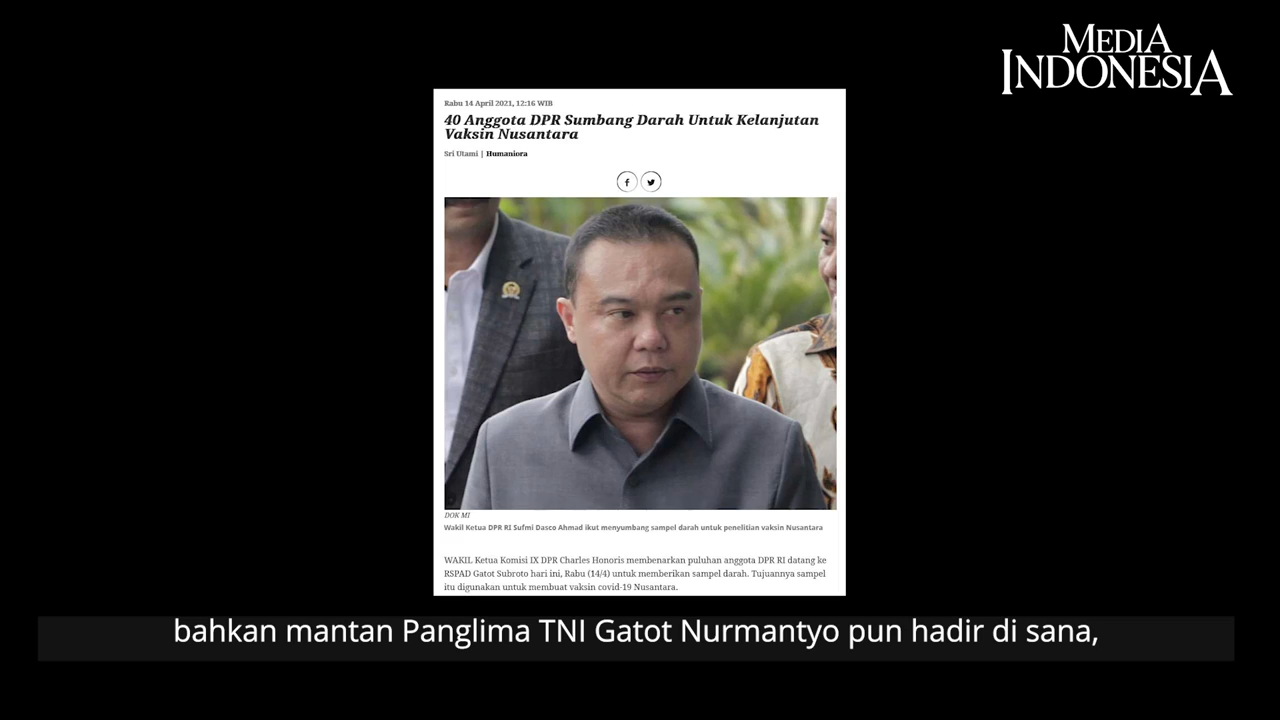 MEDIA
INDONESIA
Rabu 14 April 2021, 12:16 WIB
40 Anggota DPR Sumbang Darah Untuk Kelanjutan
Vaksin Nusantara
Sri Utami | Humaniora
DOK MI
Wakil Ketua DPR RI Sufmi Dasco Ahmad ikut menyumbang sampel darah untuk penelitian vaksin Nusantara
WAKIL Ketua Komisi IX DPR Charles Honoris membenarkan puluhan anggota DPR RI datang ke
RSPAD Gatot Subroto hari ini, Rabu (14/4) untuk memberikan sampel darah. Tujuannya sampel
itu digunakan untuk membuat vaksin covid-19 Nusantara.
bahkan mantan Panglima TNI Gatot Nurmantyo pun hadir di sana,